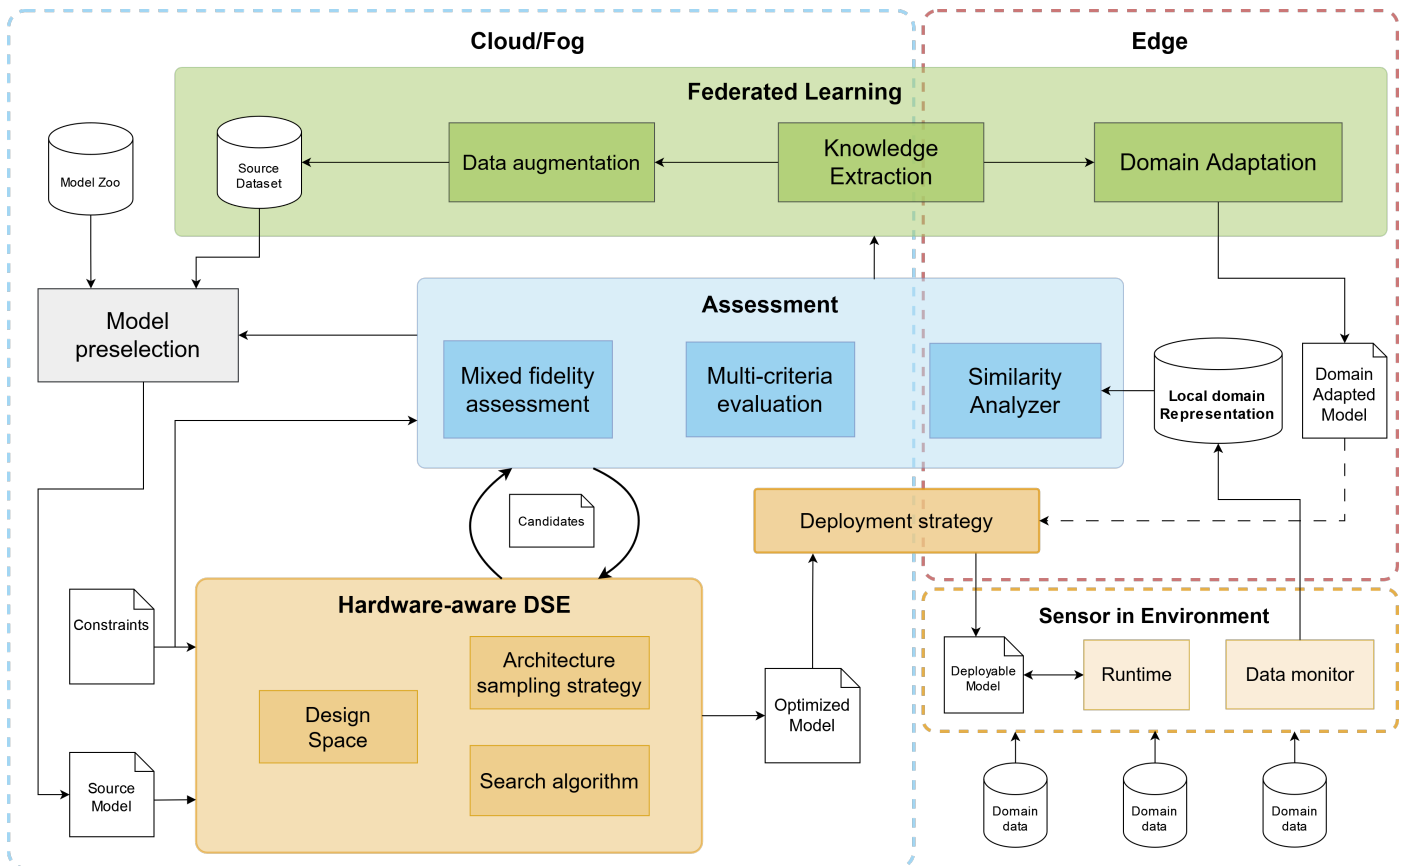 Cloud/Fog
Edge
Federated Learning
Model Zoo
Source
Dataset
Data augmentation
Knowledge
Extraction
Domain Adaptation
Model
preselection
Assessment
Mixed fidelity
assessment
Multi-criteria
evaluation
Similarity
Analyzer
Local domain
Representation
Domain
Adapted
Model
Candidates
Deployment strategy
Constraints
Hardware-aware DSE
Architecture
sampling strategy
Design
Space
Search algorithm
Source
Model
Optimized
Model
Sensor in Environment
Deployable
Model
Runtime
Data monitor
Domain
data
Domain
data
Domain
data